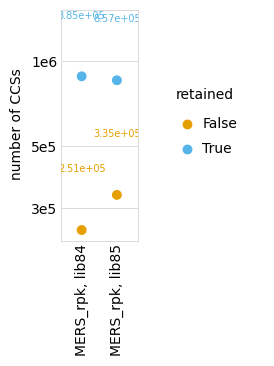 8.85e+05
8.57e+05
1e6
retained
number of CCSs
False
3.35e+05
True
5e5
2.51e+05
3e5
MERS_rpk, lib84
MERS_rpk, lib85